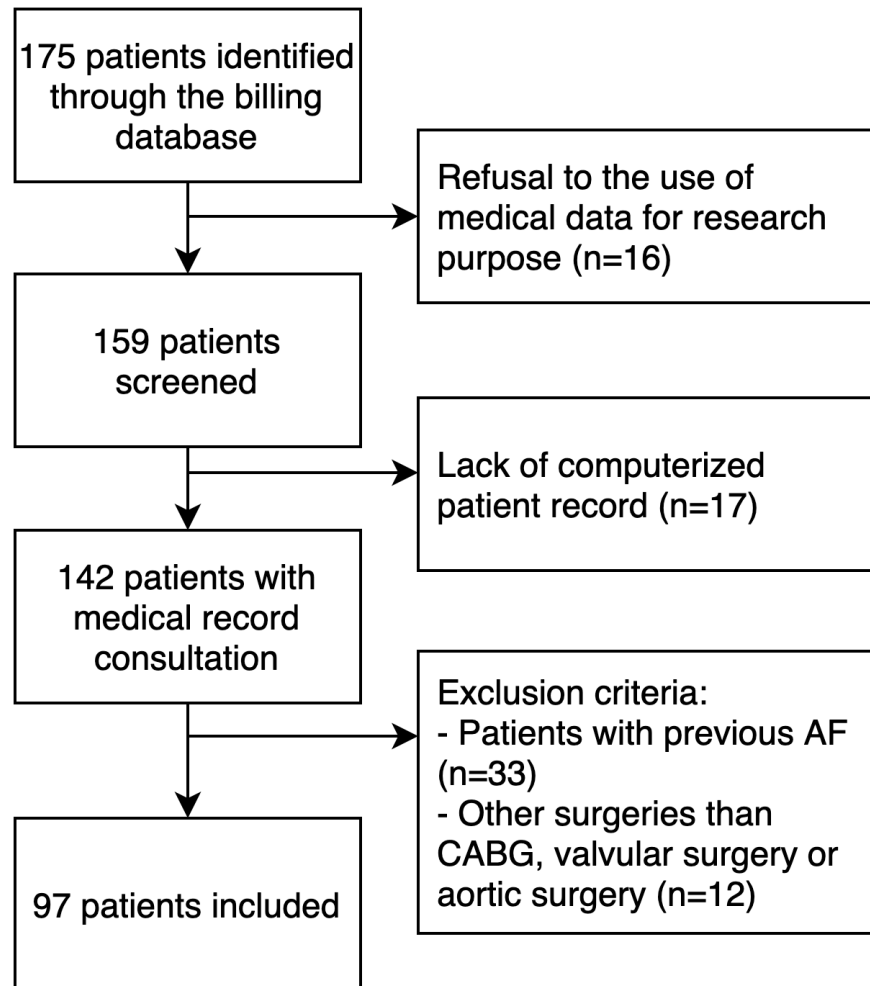 175 patients identified
through the billing
database
Refusal to the use of
medical data for research
purpose (n=16)
159 patients
screened
Lack of computerized
patient record (n=17)
142 patients with
medical record
consultation
Exclusion criteria:
- Patients with previous AF
(n=33)
- Other surgeries than
CABG, valvular surgery or
aortic surgery (n=12)
97 patients included